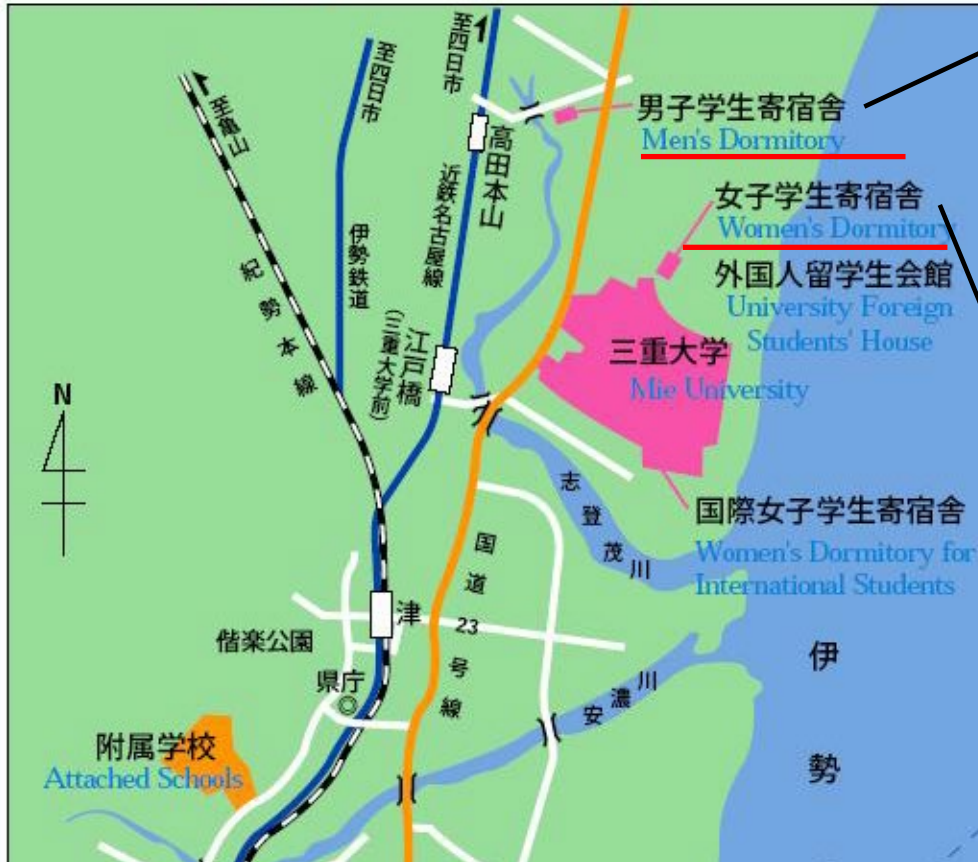 至四日市
至四日市
至亀山
男子学生寄宿舎
Men's Dormitory
高田本山
近鉄名古屋線
女子学生寄宿舎
Women's Dormitory
伊勢鉄道
外国人留学生会館
University Foreign
Students' House
紀勢本線
江戸橋
(三重大学前)
三重大学
Mie University
N
志登茂川
国際女子学生寄宿舎
Women's Dormitory for
International Students
国道23号線
津
偕楽公園
県庁
安濃川
伊勢
附属学校
Attached Schools